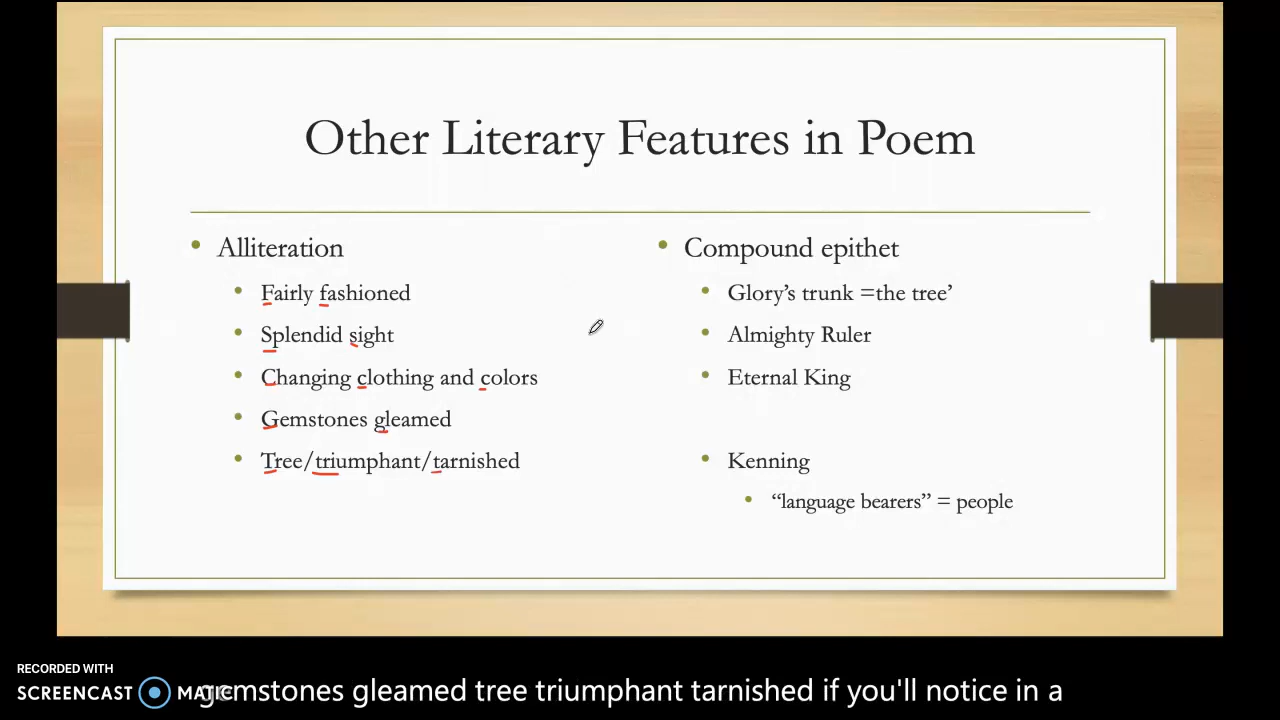 Other Literary Features in Poem
Alliteration
Fairly fashioned
Splendid sight
Changing clothing and colors
Gemstones gleamed
Tree/triumphant/tarnished
Compound epithet
Glory's trunk =the tree'
Almighty Ruler
Eternal King
Kenning
“language bearers” = people
RECORDED WITH
SCREENCAST MATIC
gemstones gleamed tree triumphant tarnished if you'll notice in a